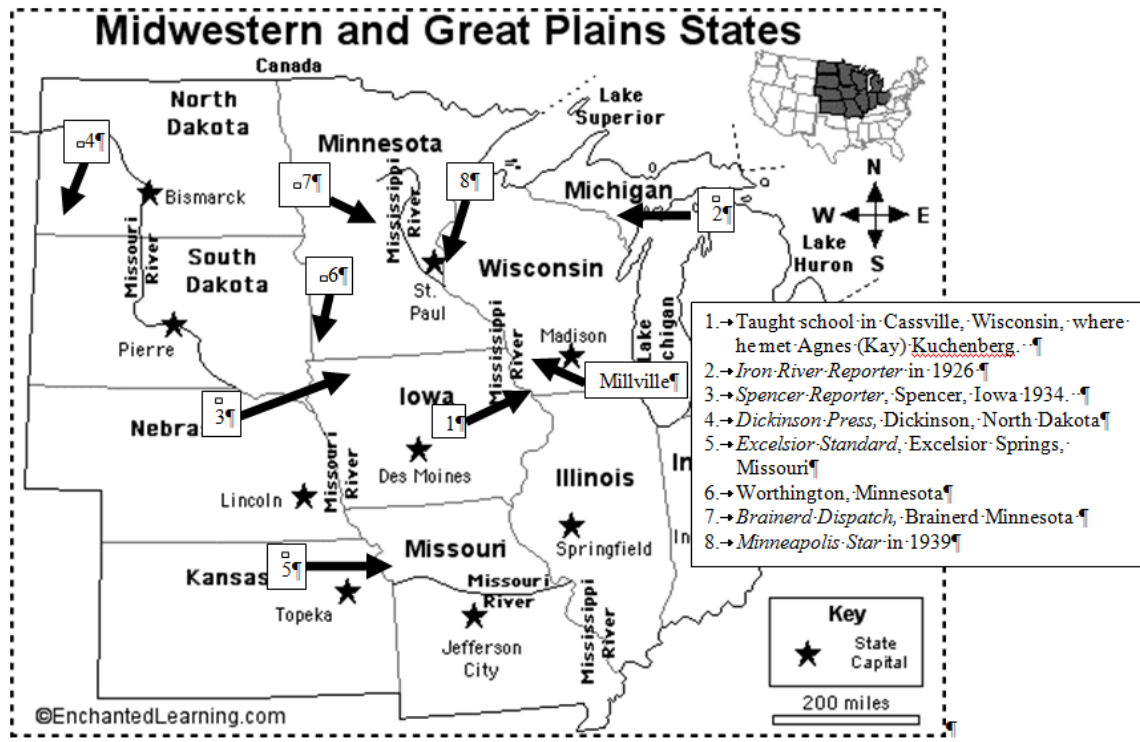 Midwestern and Great Plains States
Canada
North
Dakota
Lake
Superior
4¶
Minnesota
7¶
8¶
Michigan
N
Bismarck
Mississippi
River
2¶
W
E
Missouri
River
South
Dakota
Wisconsin
Lake
Huron
S
6¶
St.
Paul
Pierre
Mississippi
River
Madison
Lake
chigan
1.→Taught·school·in·Cassville,·Wisconsin,·where·
he·met·Agnes·(Kay)·Kuchenberg.··¶
2.→Iron·River·Reporter·in·1926·¶
3.→Spencer·Reporter,·Spencer,·Iowa·1934.··¶
4.→Dickinson·Press,·Dickinson,·North·Dakota¶
5.→Excelsior·Standard,·Excelsior·Springs,·
Missouri¶
6.→Worthington,·Minnesota¶
7.→Brainerd·Dispatch,·Brainerd·Minnesota·¶
8.→Minneapolis·Star·in·1939¶
Millville¶
3¶
Iowa
1¶
Nebras
Des Moines
Missouri
River
Lincoln
Illinois
In
Springfield
In
Missouri
Kansas
5¶
Topeka
Missouri
River
Mississippi
River
Jefferson
City
Key
State
Capital
200 miles
©EnchantedLearning.com
¶